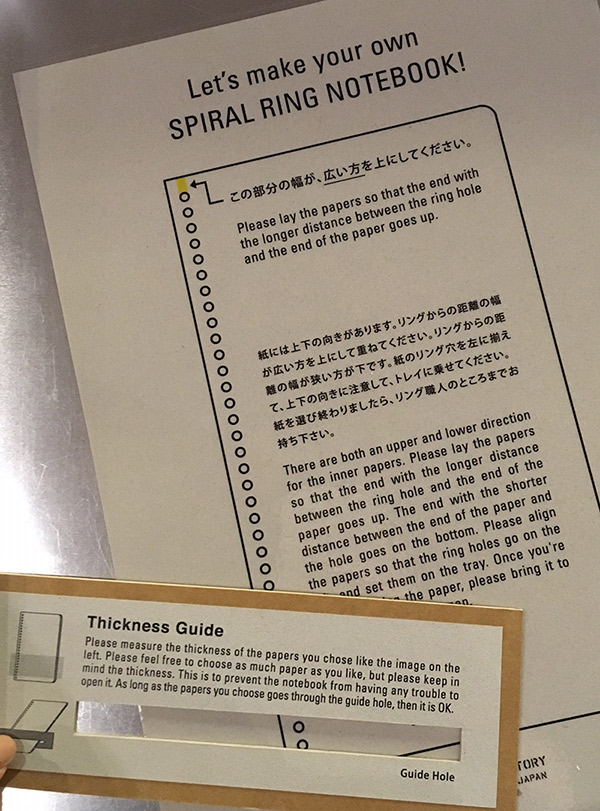 Let's make your own
SPIRAL RING NOTEBOOK!
この部分の幅が、広い方を上にしてください。
Please lay the papers so that the end with
the longer distance between the ring hole
and the end of the paper goes up.
紙には上下の向きがあります。リングからの距離の幅
が広い方を上にして重ねてください。リングからの距
離の幅が狭い方が下です。紙のリング穴を左に揃え
て、上下の向きに注意して、トレイに乗せてください。
紙を選び終わりましたら、リング職人のところまでお
持ち下さい。
There are both an upper and lower direction
for the inner papers. Please lay the papers
so that the end with the longer distance
between the ring hole and the end of the
paper goes up. The end with the shorter
distance between the end of the paper and
the hole goes on the bottom. Please align
the papers so that the ring holes go on the
and set them on the tray. Once you're
the paper, please bring it to
Thickness Guide
Please measure the thickness of the papers you chose like the image on the
left. Please feel free to choose as much paper as you like, but please keep in
mind the thickness. This is to prevent the notebook from having any trouble to
open it. As long as the papers you choose goes through the guide hole, then it is OK.
Guide Hole
TORY
JAPAN